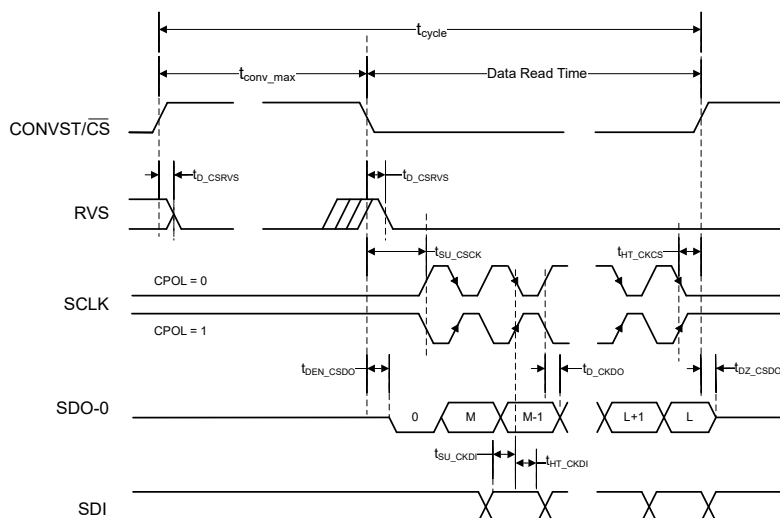 t_cycle
t_conv_max
Data Read Time
CONVST/C̅S̅
t_D_CSRVS
t_D_CSRVS
RVS
t_SU_CSCK
t_HT_CKCS
CPOL = 0
SCLK
CPOL = 1
t_DEN_CSDO
t_D_CKDO
t_DZ_CSDO
SDO-0
0 M M-1 L+1 L
t_SU_CKDI
t_HT_CKDI
SDI